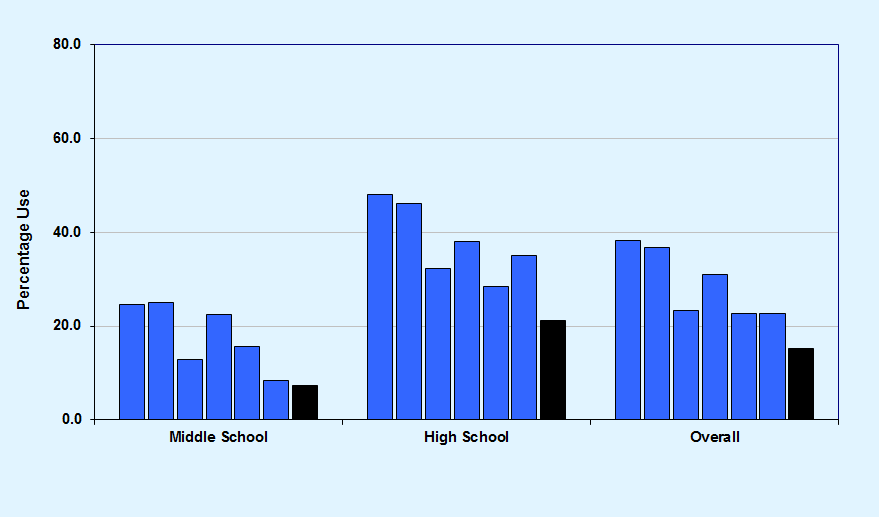 80.0
60.0
40.0
20.0
0.0
Percentage Use
Middle School
High School
Overall